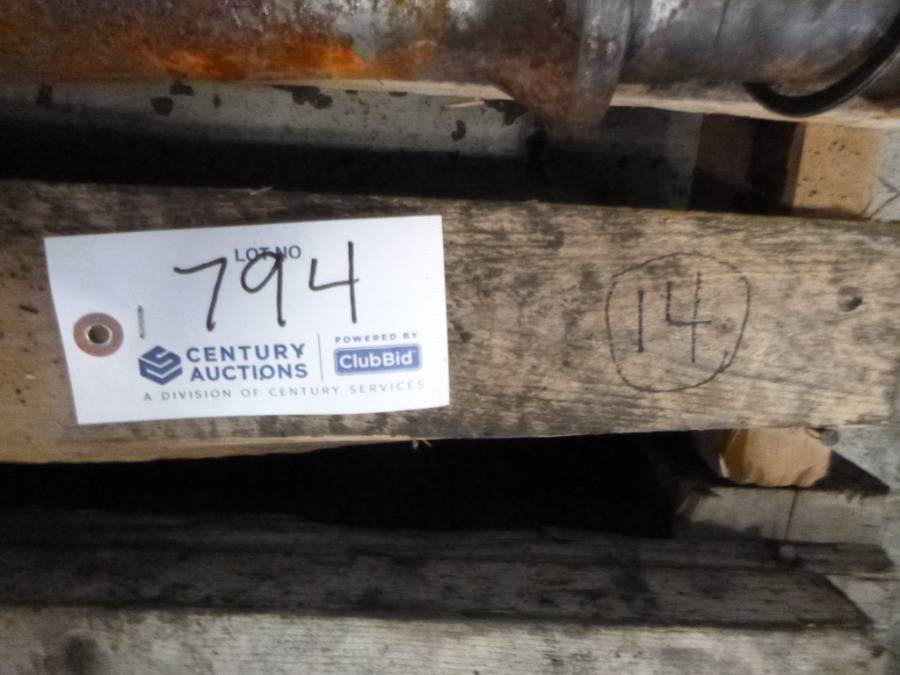 LOT NO
794
CENTURY
AUCTIONS
POWERED BY
ClubBid
A DIVISION OF CENTURY SERVICES
14